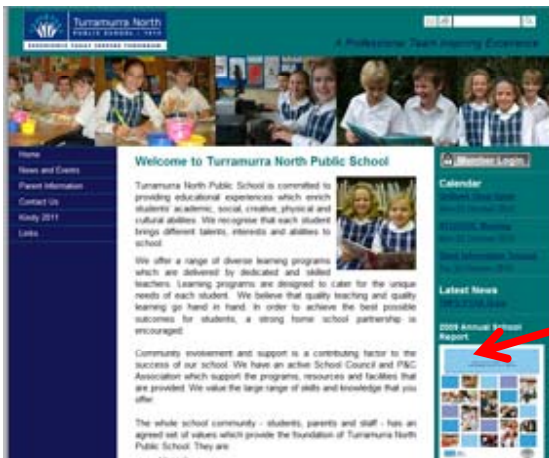 Turramurra North
PUBLIC SCHOOL - 1914
EXPERIENCE TODAY TOMORROW
A Professional Team Inspiring
Home
News and Events
Parent Information
Contact Us
Kindy 2011
Links
Welcome to Turramurra North Public School
Turramurra North Public School is committed to
providing educational experiences which enrich
students' academic, social, creative, physical and
cultural abilities. We recognise that each student
brings different talents, interests and abilities to
school.
We offer a range of diverse learning programs
which are delivered by dedicated and skilled
teachers. Learning programs are designed to cater for the unique
needs of each student. We believe that quality teaching and quality
learning go hand in hand. In order to achieve the best possible
outcomes for students, a strong home school partnership is
encouraged.
Community involvement and support is a contributing factor to the
success of our school. We have an active School Council and P&C
Association which support the programs, resources and facilities that
are provided. We value the large range of skills and knowledge that you
offer.
The whole school community - students, parents and staff - has an
agreed set of values which provide the foundation of Turramurra North
Public School. They are
Member Login
Calendar
Latest News
2009 Annual School
Report